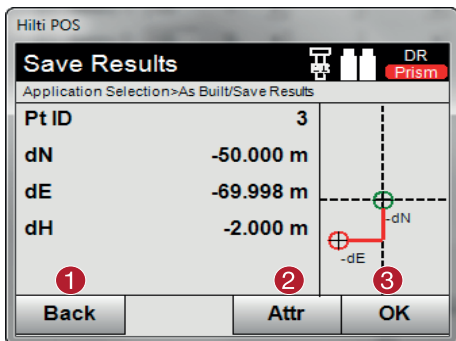 Hilti POS
Save Results
DR
Prism
Application Selection>As Built/Save Results
Pt ID 3
dN -50.000 m
dE -69.998 m
dH -2.000 m
-dN
-dE
1 2 3
Back Attr OK